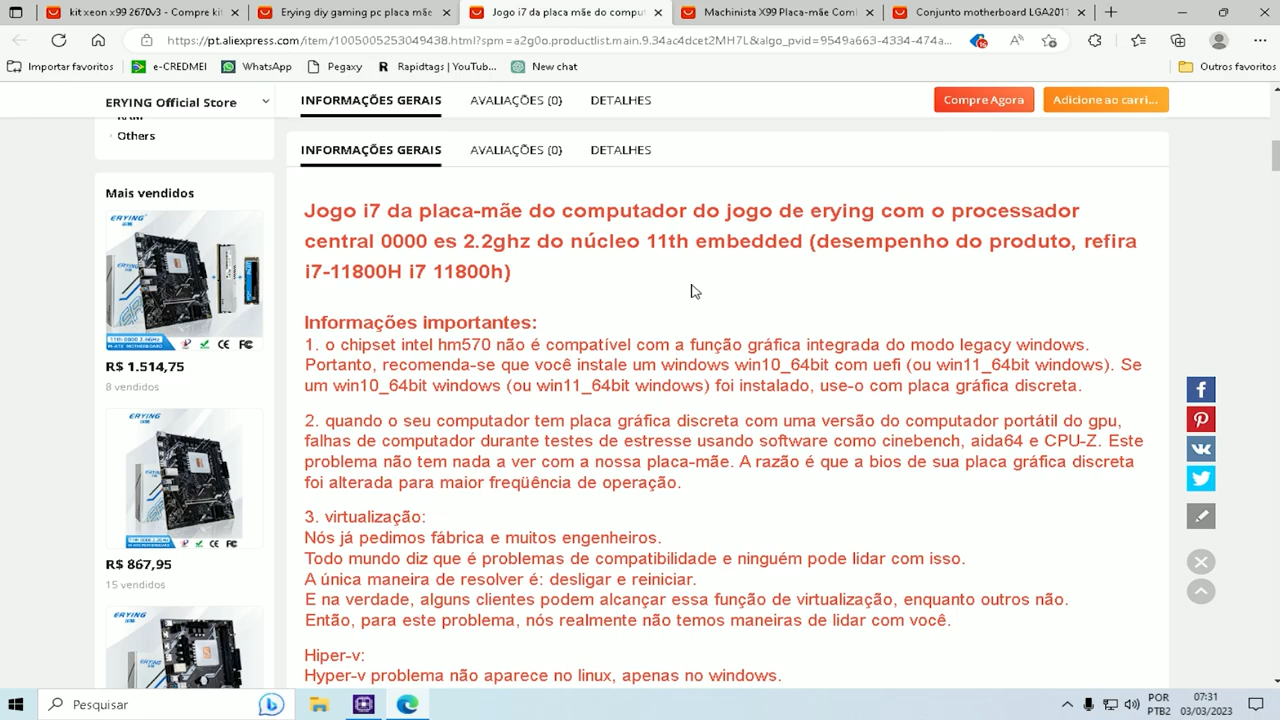 kit xeon x99 2670v3 - Compre kit
Erying diy gaming pc placa mãe
Jogo i7 da placa mãe do comput
Machinista X99 Placa-mãe Com
Conjunto motherboard LGA2011
https://pt.aliexpress.com/item/1005005253049438.html?spm=a2g0o.productlist.main.9.34ac4dcet2MH7L&algo_pvid=9549a663-4334-474a...
Importar favoritos
e-CREDMEI
WhatsApp
Pegaxy
Rapidtags | YouTub...
New chat
Outros favoritos
ERYING Official Store
INFORMAÇÕES GERAIS
AVALIAÇÕES (0)
DETALHES
Compre Agora
Adicione ao carri...
RAM
Others
INFORMAÇÕES GERAIS
AVALIAÇÕES (0)
DETALHES
Mais vendidos
ERYING
R$ 1.514,75
8 vendidos
ERYING
R$ 867,95
15 vendidos
ERYING
Jogo i7 da placa-mãe do computador do jogo de erying com o processador
central 0000 es 2.2ghz do núcleo 11th embedded (desempenho do produto, refira
i7-11800H i7 11800h)
Informações importantes:
1. o chipset intel hm570 não é compatível com a função gráfica integrada do modo legacy windows.
Portanto, recomenda-se que você instale um windows win10_64bit com uefi (ou win11_64bit windows). Se
um win10_64bit windows (ou win11_64bit windows) foi instalado, use-o com placa gráfica discreta.
2. quando o seu computador tem placa gráfica discreta com uma versão do computador portátil do gpu,
falhas de computador durante testes de estresse usando software como cinebench, aida64 e CPU-Z. Este
problema não tem nada a ver com a nossa placa-mãe. A razão é que a bios de sua placa gráfica discreta
foi alterada para maior freqüência de operação.
3. virtualização:
Nós já pedimos fábrica e muitos engenheiros.
Todo mundo diz que é problemas de compatibilidade e ninguém pode lidar com isso.
A única maneira de resolver é: desligar e reiniciar.
E na verdade, alguns clientes podem alcançar essa função de virtualização, enquanto outros não.
Então, para este problema, nós realmente não temos maneiras de lidar com você.
Hiper-v:
Hyper-v problema não aparece no linux, apenas no windows.
Pesquisar
POR
PTB2
07:31
03/03/2023